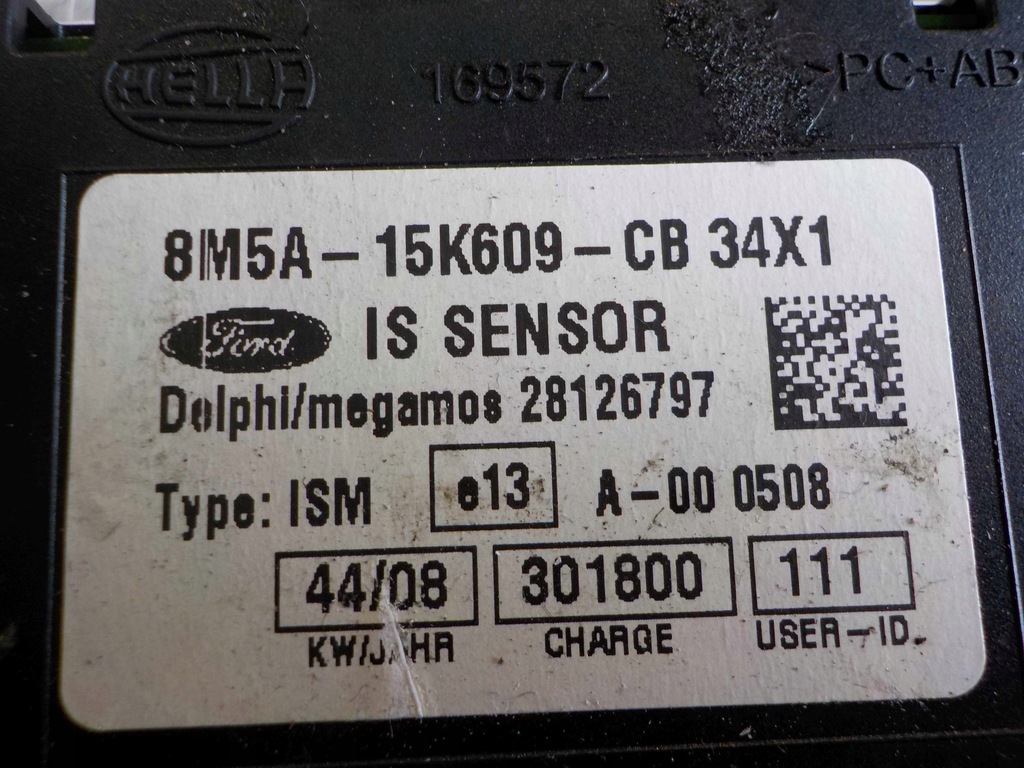 HELLA 169572 >PC+AB
8M5A-15K609-CB 34X1
Ford IS SENSOR
Delphi/megamos 28126797
Type: ISM e13 A-00 0508
44/08 301800 111
KW/JAHR CHARGE USER-ID.